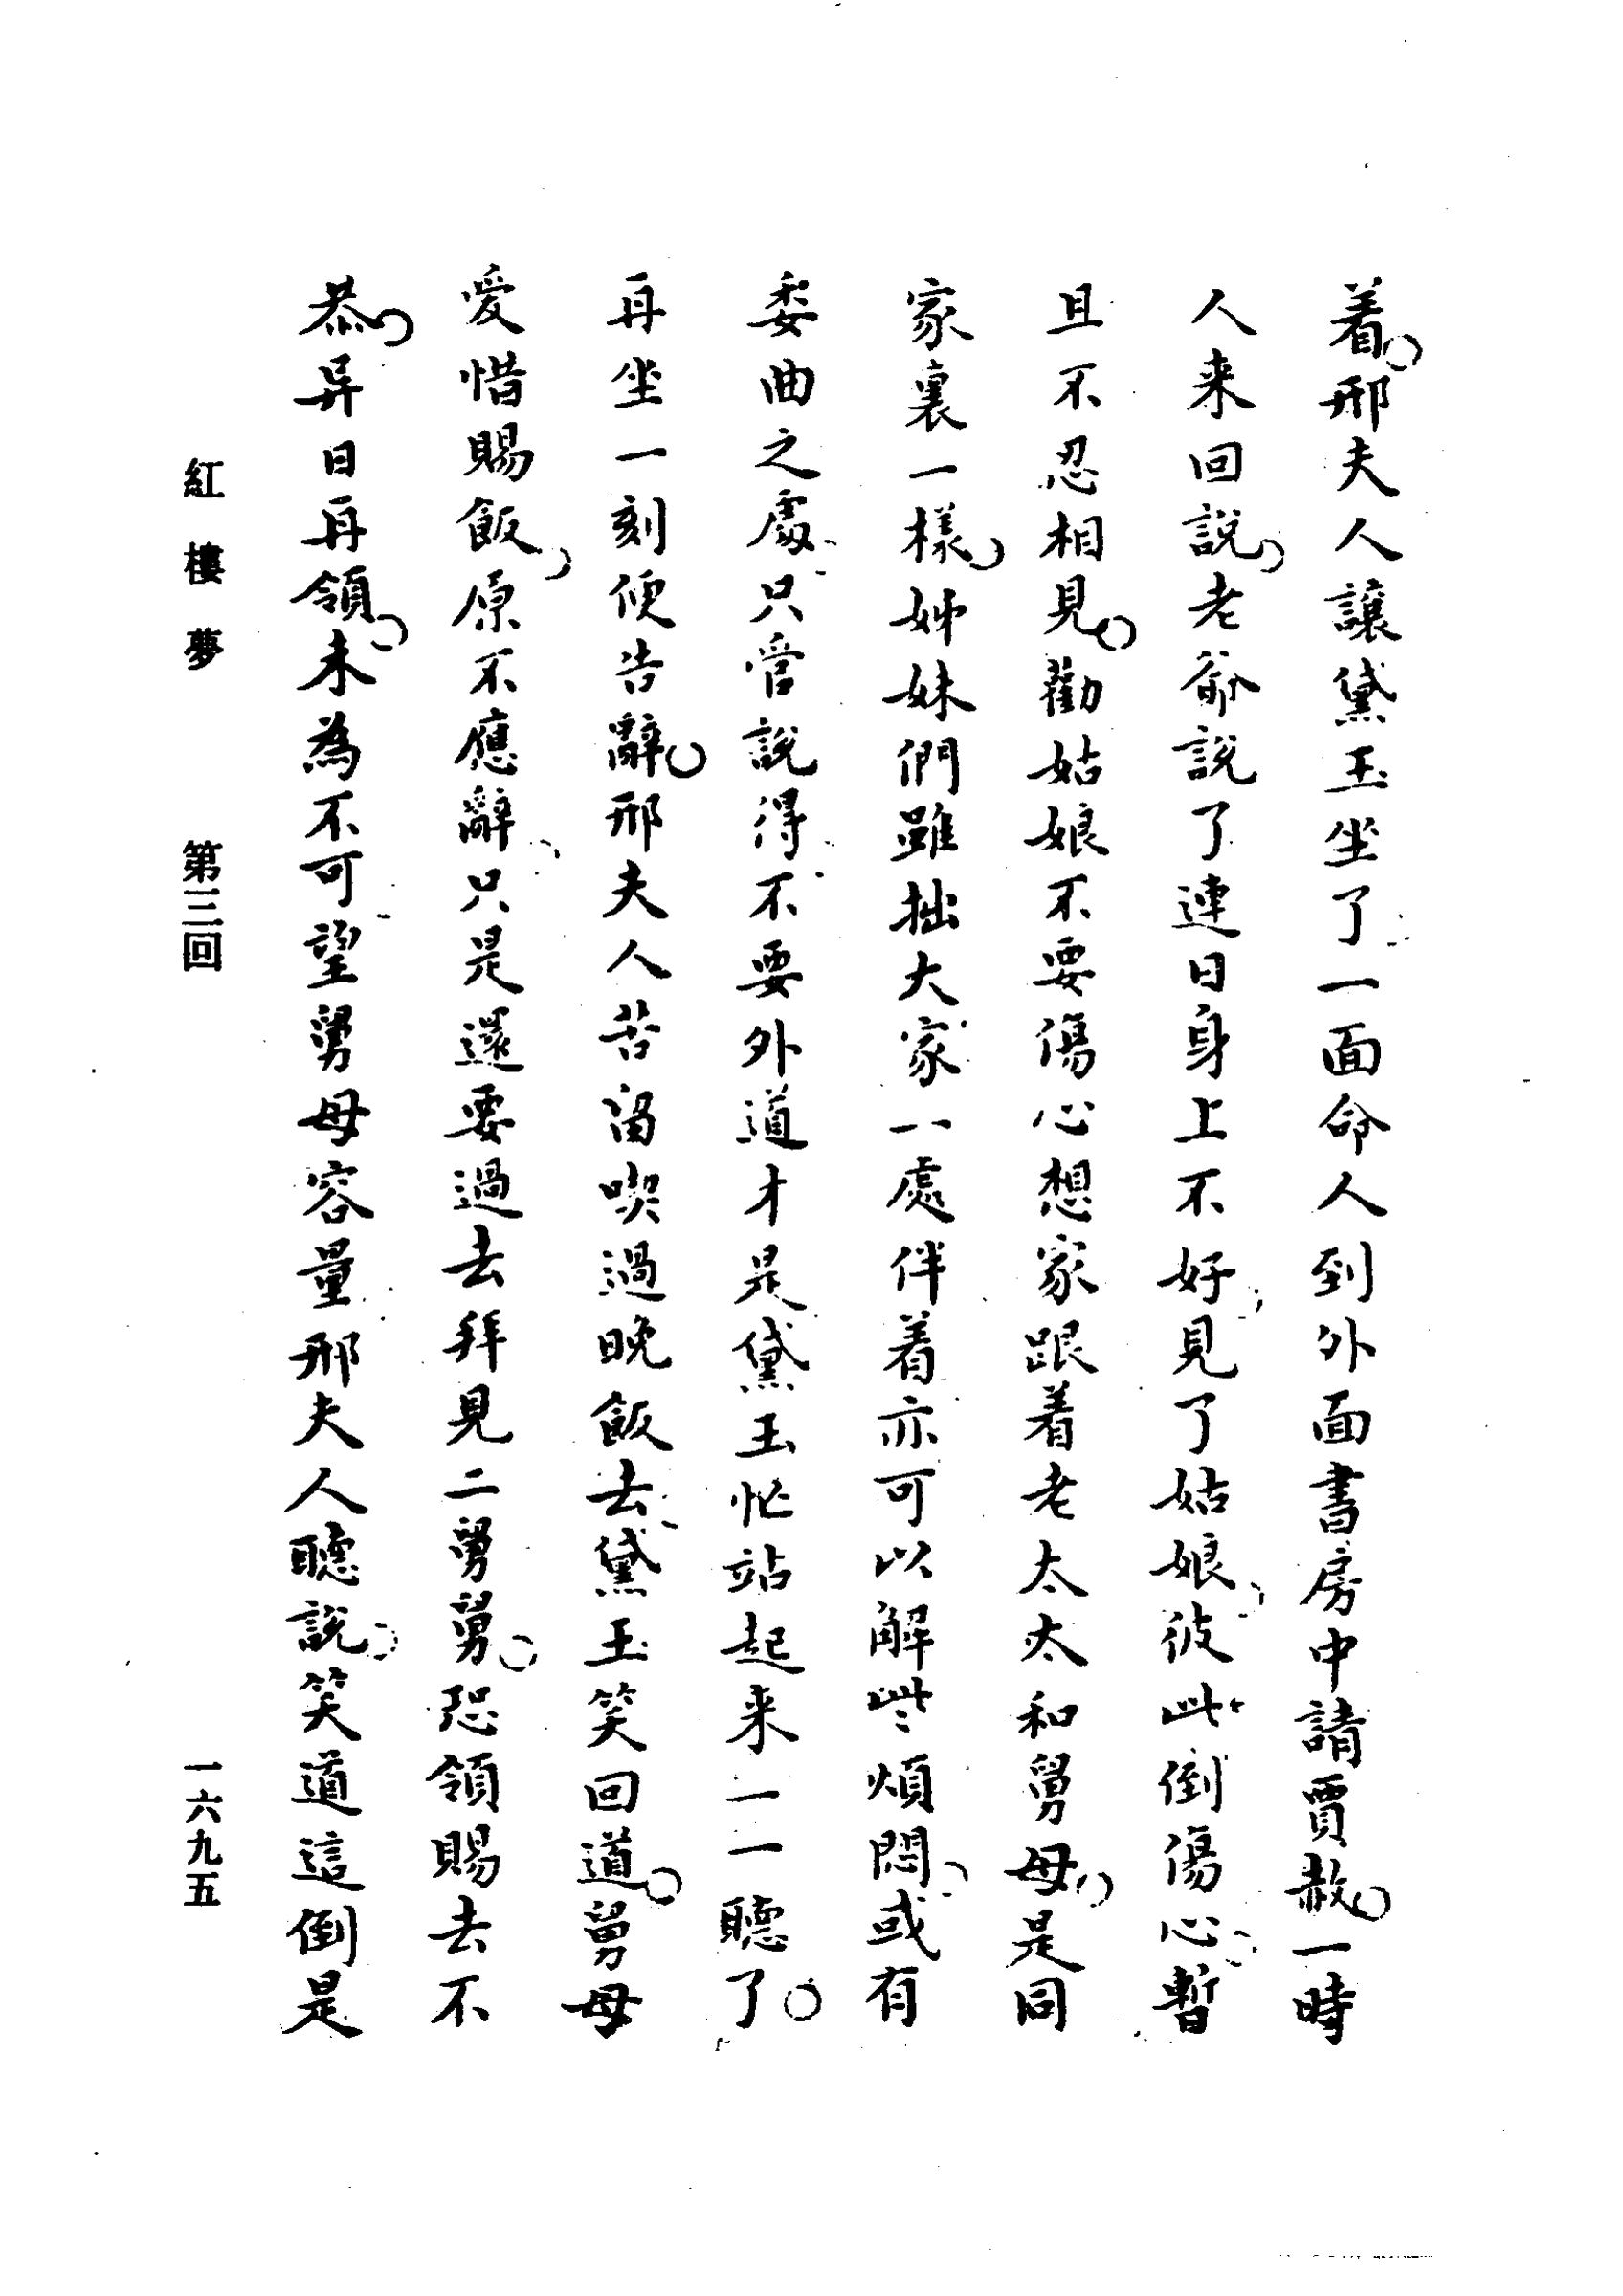 着邢夫人讓黛玉坐了一面命人到外面書房中請賈赦一時
人来回說老爺說了連日身上不好見了姑娘彼此倒傷心暫
且不忍相見勸姑娘不要傷心想家跟着老太太和舅母是同
家裏一樣姊妹們雖拙大家一處伴着亦可以解些煩悶或有
委曲之處只管說得不要外道才是黛玉忙站起来一一聽了
再坐一刻便告辭邢夫人苦留喫過晚飯去黛玉笑回道舅母
愛惜賜飯原不應辭只是還要過去拜見二舅舅恐領賜去不
恭异日再領未為不可望舅母容量邢夫人聽說笑道這倒是
紅樓夢 第三回 一六九五